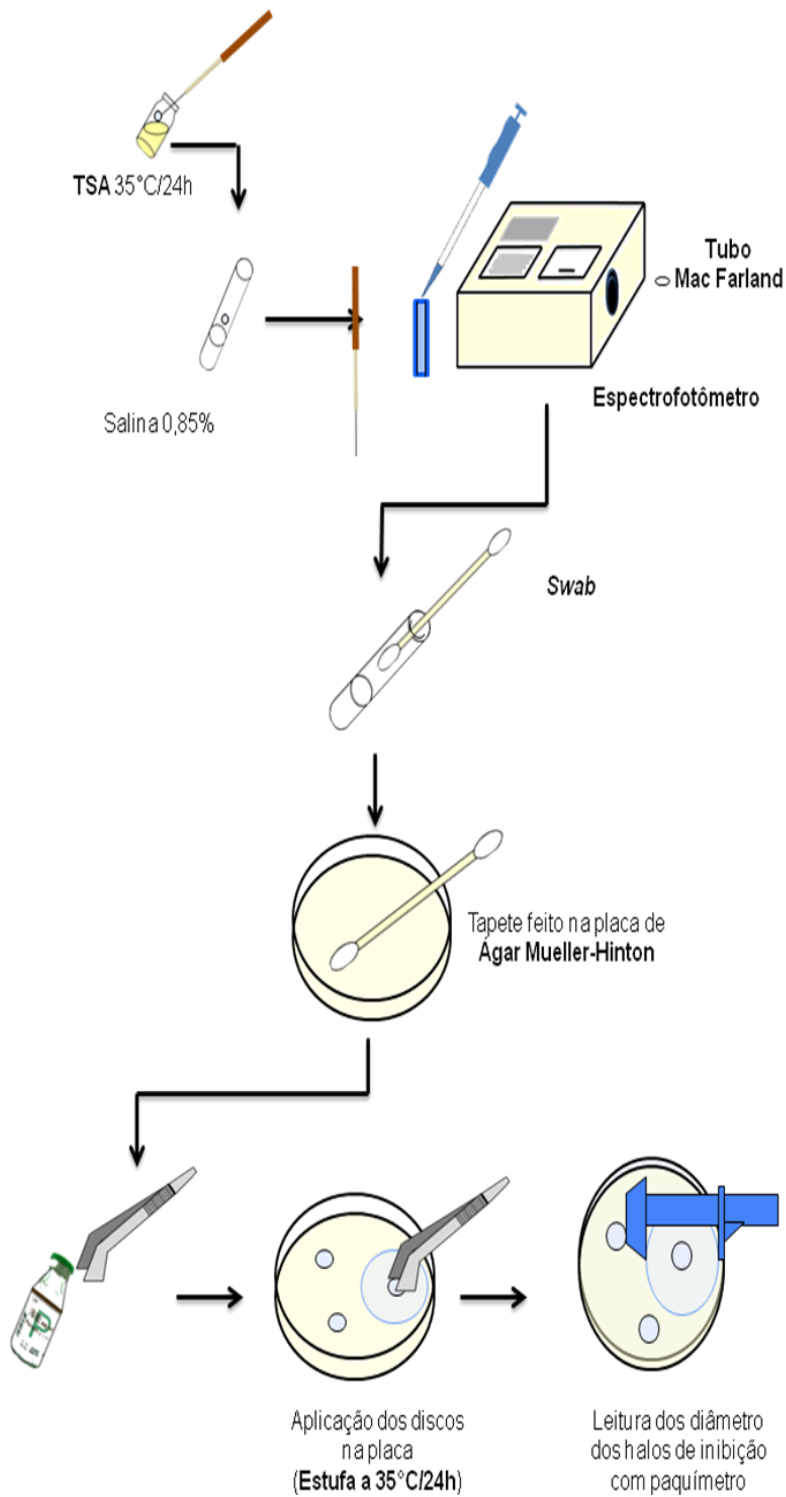 TSA 35°C/24h
Tubo
Mac Farland
Espectrofotômetro
Salina 0,85%
Swab
Tapete feito na placa de
Ágar Mueller-Hinton
Aplicação dos discos
na placa
(Estufa a 35°C/24h)
Leitura dos diâmetro
dos halos de inibição
com paquímetro